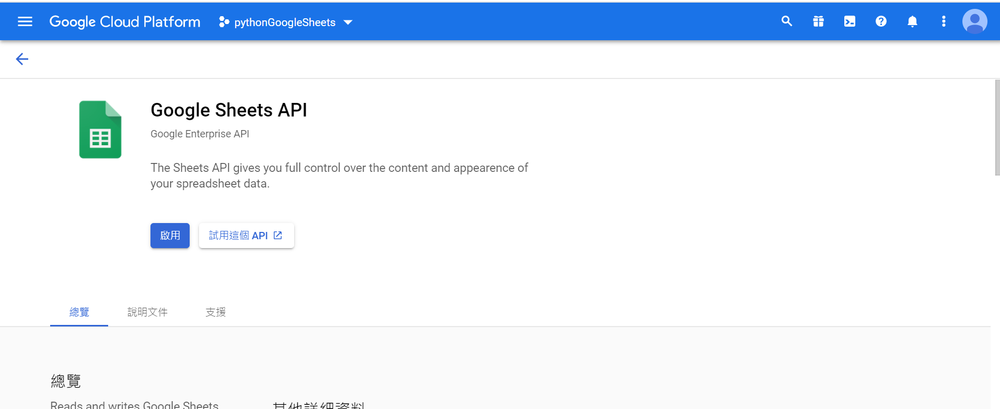 Google Cloud Platform
pythonGoogleSheets
Google Sheets API
Google Enterprise API
The Sheets API gives you full control over the content and appearence of
your spreadsheet data.
啟用
試用這個 API
總覽
說明文件
支援
總覽
Reads and writes Google Sheets
其他詳細資料